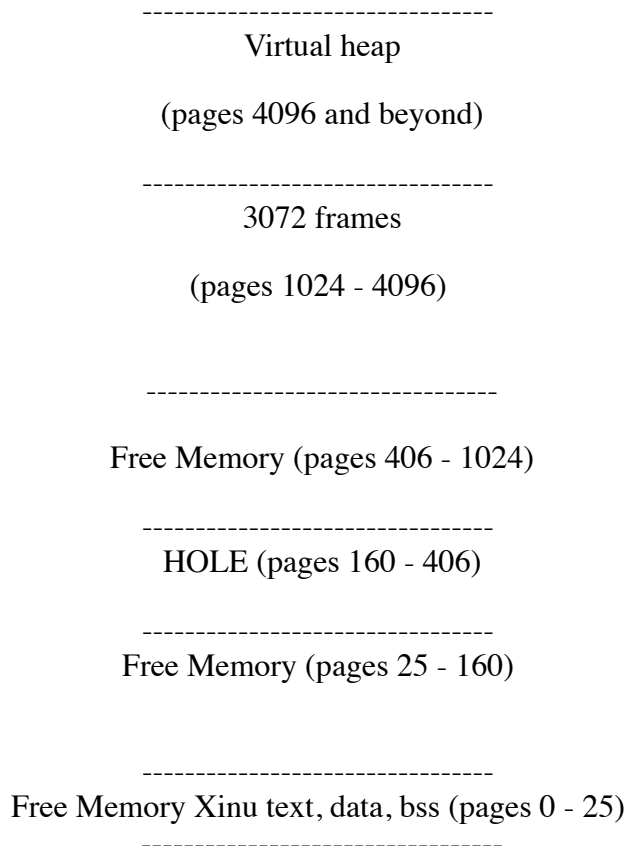 ---------------------------------
Virtual heap
(pages 4096 and beyond)
---------------------------------
3072 frames
(pages 1024 - 4096)
---------------------------------
Free Memory (pages 406 - 1024)
---------------------------------
HOLE (pages 160 - 406)
---------------------------------
Free Memory (pages 25 - 160)
---------------------------------
Free Memory Xinu text, data, bss (pages 0 - 25)
----------------------------------